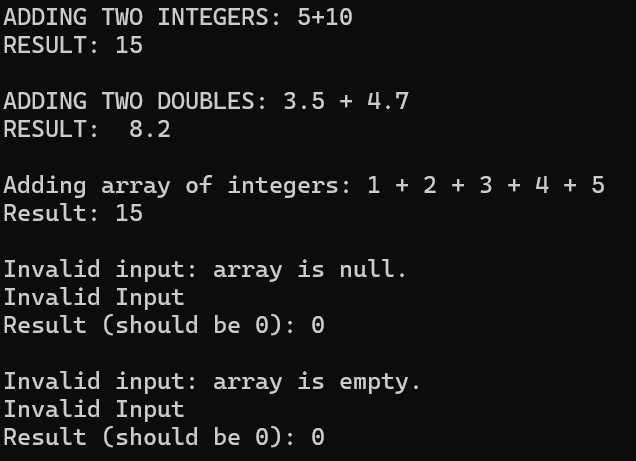 ADDING TWO INTEGERS: 5+10
RESULT: 15
ADDING TWO DOUBLES: 3.5 + 4.7
RESULT:  8.2
Adding array of integers: 1 + 2 + 3 + 4 + 5
Result: 15
Invalid input: array is null.
Invalid Input
Result (should be 0): 0
Invalid input: array is empty.
Invalid Input
Result (should be 0): 0